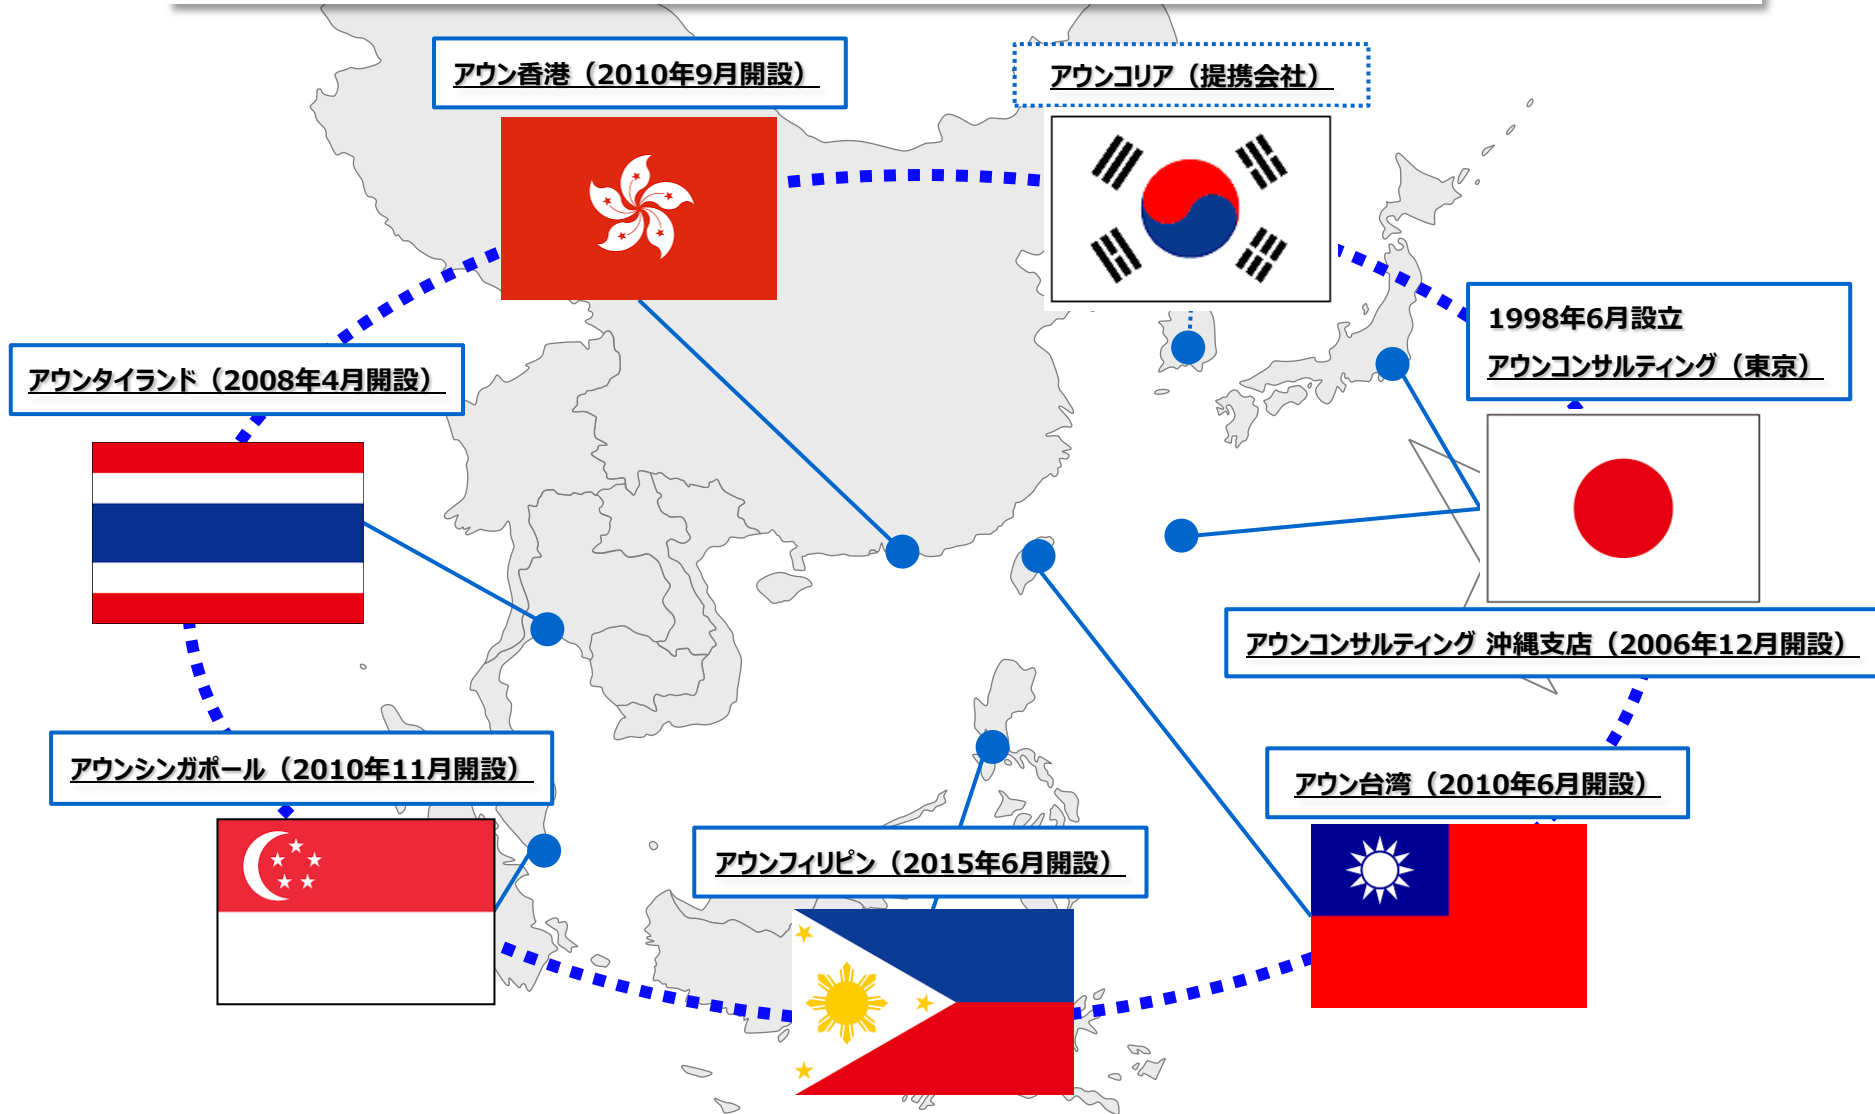 アウン香港（2010年9月開設）
アウンコリア（提携会社）
1998年6月設立
アウンコンサルティング（東京）
アウンタイランド（2008年4月開設）
アウンコンサルティング 沖縄支店（2006年12月開設）
アウンシンガポール（2010年11月開設）
アウン台湾（2010年6月開設）
アウンフィリピン（2015年6月開設）